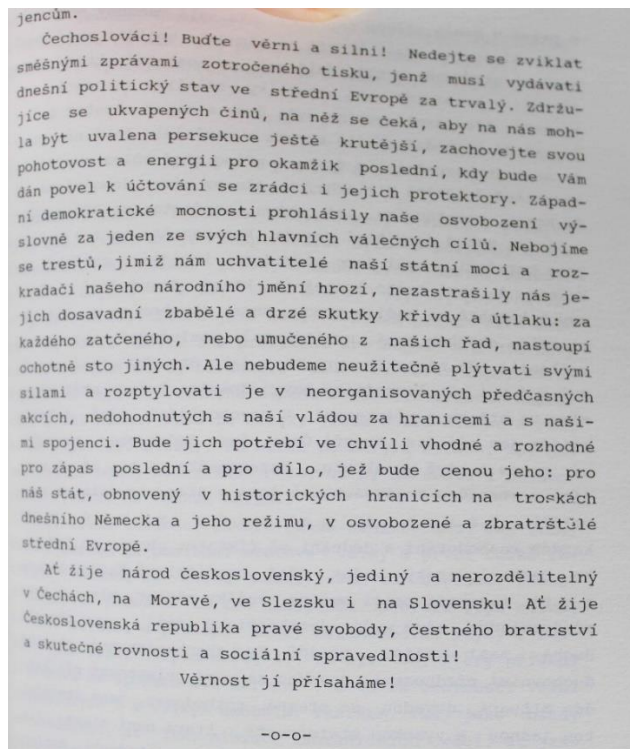 jencům.
Čechoslováci! Buďte věrni a silni! Nedejte se zviklat
směšnými zprávami zotročeného tisku, jenž musí vydávati
dnešní politický stav ve střední Evropě za trvalý. Zdržu-
jíce se ukvapených činů, na něž se čeká, aby na nás moh-
la být uvalena persekuce ještě krutější, zachovejte svou
pohotovost a energii pro okamžik poslední, kdy bude Vám
dán povel k účtování se zrádci i jejich protektory. Západ-
ní demokratické mocnosti prohlásily naše osvobození vý-
slovně za jeden ze svých hlavních válečných cílů. Nebojíme
se trestů, jimiž nám uchvatitelé naší státní moci a roz-
kradači našeho národního jmění hrozí, nezastrašily nás je-
jich dosavadní zbabělé a drzé skutky křivdy a útlaku: za
každého zatčeného, nebo umučeného z našich řad, nastoupí
ochotně sto jiných. Ale nebudeme neužitečně plýtvati svými
silami a rozptylovati je v neorganisovaných předčasných
akcích, nedohodnutých s naší vládou za hranicemi a s naši-
mi spojenci. Bude jich potřebí ve chvíli vhodné a rozhodné
pro zápas poslední a pro dílo, jež bude cenou jeho: pro
náš stát, obnovený v historických hranicích na troskách
dnešního Německa a jeho režimu, v osvobozené a zbratřštělé
střední Evropě.
Ať žije národ československý, jediný a nerozdělitelný
v Čechách, na Moravě, ve Slezsku i na Slovensku! Ať žije
Československá republika pravé svobody, čestného bratrství
a skutečné rovnosti a sociální spravedlnosti!
Věrnost jí přísaháme!
-o-o-